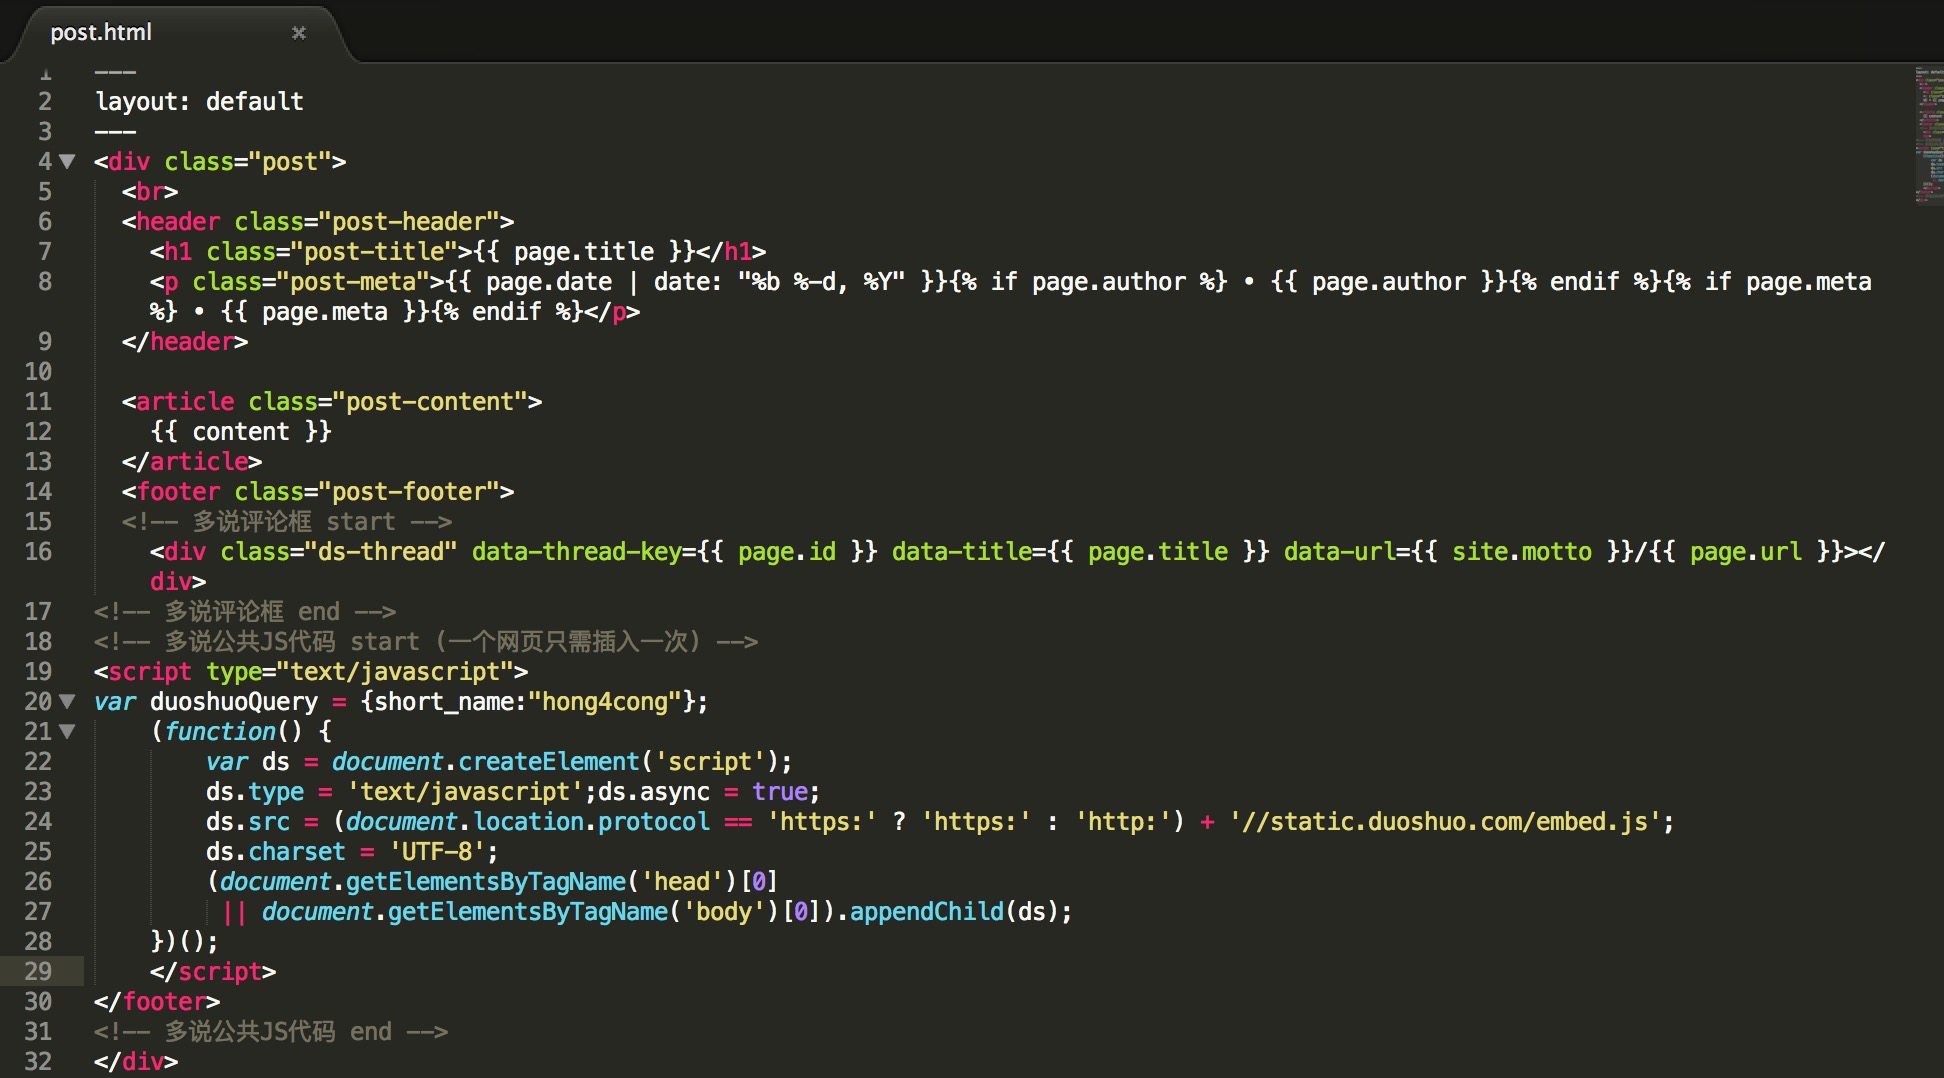 post.html
1 ---
2 layout: default
3 ---
4 <div class="post">
5 <br>
6 <header class="post-header">
7 <h1 class="post-title">{{ page.title }}</h1>
8 <p class="post-meta">{{ page.date | date: "%b %-d, %Y" }}{% if page.author %} • {{ page.author }}{% endif %}{% if page.meta
%} • {{ page.meta }}{% endif %}</p>
9 </header>
10
11 <article class="post-content">
12 {{ content }}
13 </article>
14 <footer class="post-footer">
15 <!-- 多说评论框 start -->
16 <div class="ds-thread" data-thread-key={{ page.id }} data-title={{ page.title }} data-url={{ site.motto }}/{{ page.url }}></
div>
17 <!-- 多说评论框 end -->
18 <!-- 多说公共JS代码 start (一个网页只需插入一次) -->
19 <script type="text/javascript">
20 var duoshuoQuery = {short_name:"hong4cong"};
21 (function() {
22 var ds = document.createElement('script');
23 ds.type = 'text/javascript';ds.async = true;
24 ds.src = (document.location.protocol == 'https:' ? 'https:' : 'http:') + '//static.duoshuo.com/embed.js';
25 ds.charset = 'UTF-8';
26 (document.getElementsByTagName('head')[0]
27 || document.getElementsByTagName('body')[0]).appendChild(ds);
28 })();
29 </script>
30 </footer>
31 <!-- 多说公共JS代码 end -->
32 </div>